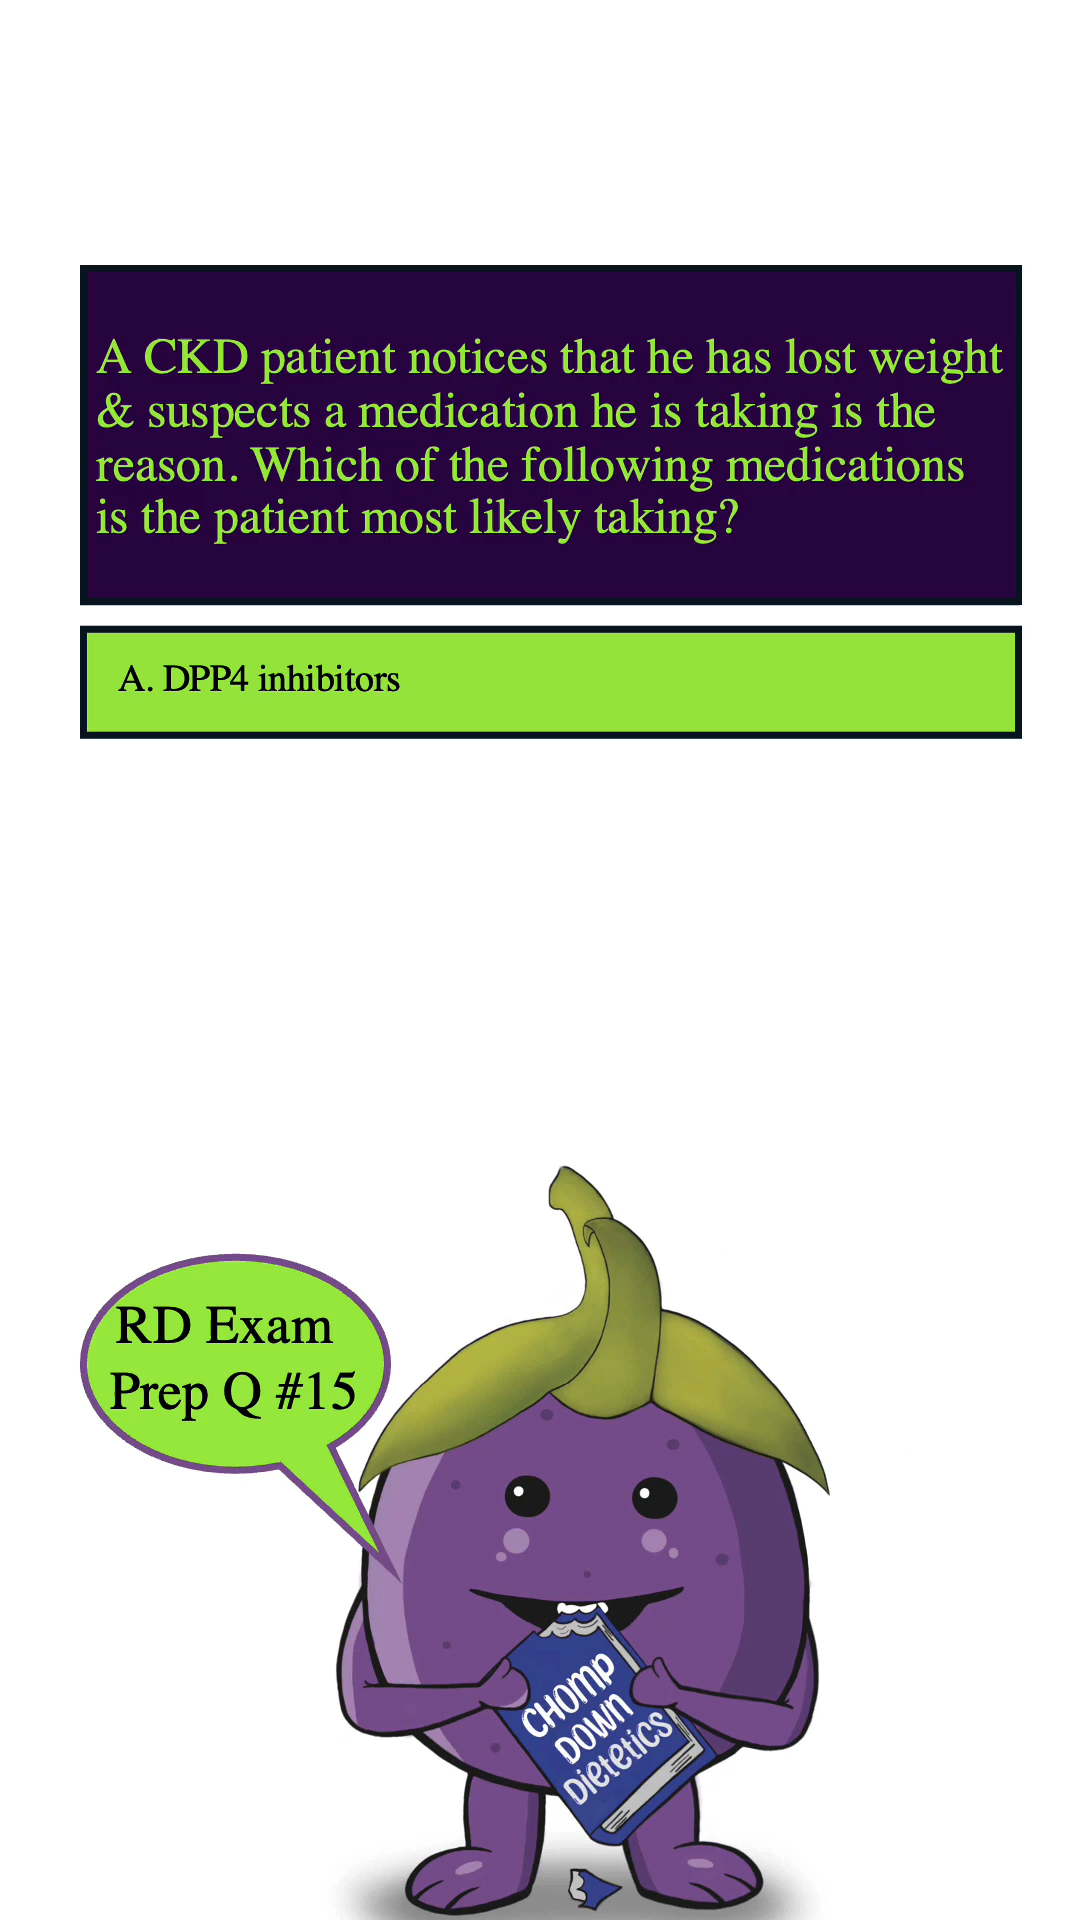 A CKD patient notices that he has lost weight
& suspects a medication he is taking is the
reason. Which of the following medications
is the patient most likely taking?
A. DPP4 inhibitors
RD Exam
Prep Q #15
CHOMP
DOWN
Dietetics